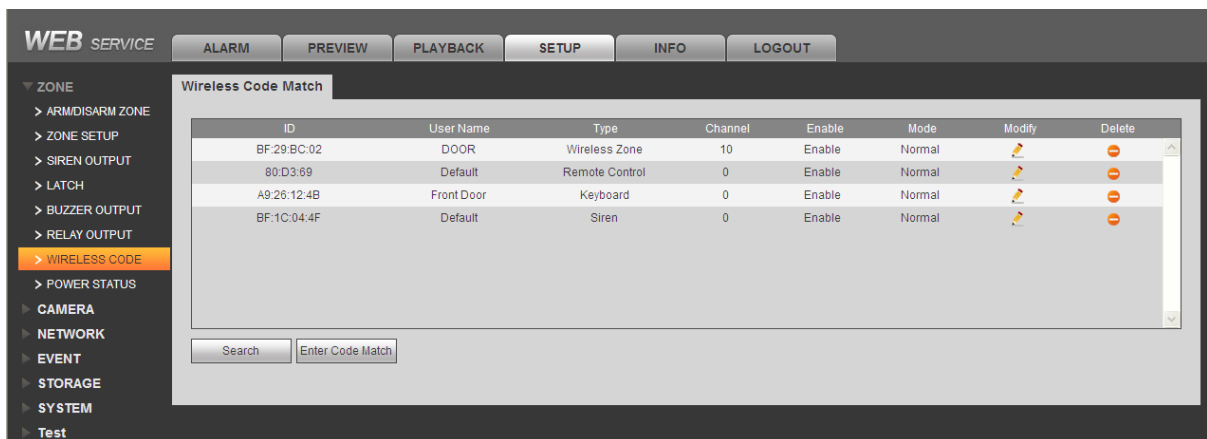 WEB SERVICE
ALARM PREVIEW PLAYBACK SETUP INFO LOGOUT
ZONE
> ARM/DISARM ZONE
> ZONE SETUP
> SIREN OUTPUT
> LATCH
> BUZZER OUTPUT
> RELAY OUTPUT
> WIRELESS CODE
> POWER STATUS
CAMERA
NETWORK
EVENT
STORAGE
SYSTEM
Test
Wireless Code Match
ID User Name Type Channel Enable Mode Modify Delete
BF:29:BC:02 DOOR Wireless Zone 10 Enable Normal
80:D3:69 Default Remote Control 0 Enable Normal
A9:26:12:4B Front Door Keyboard 0 Enable Normal
BF:1C:04:4F Default Siren 0 Enable Normal
Search Enter Code Match